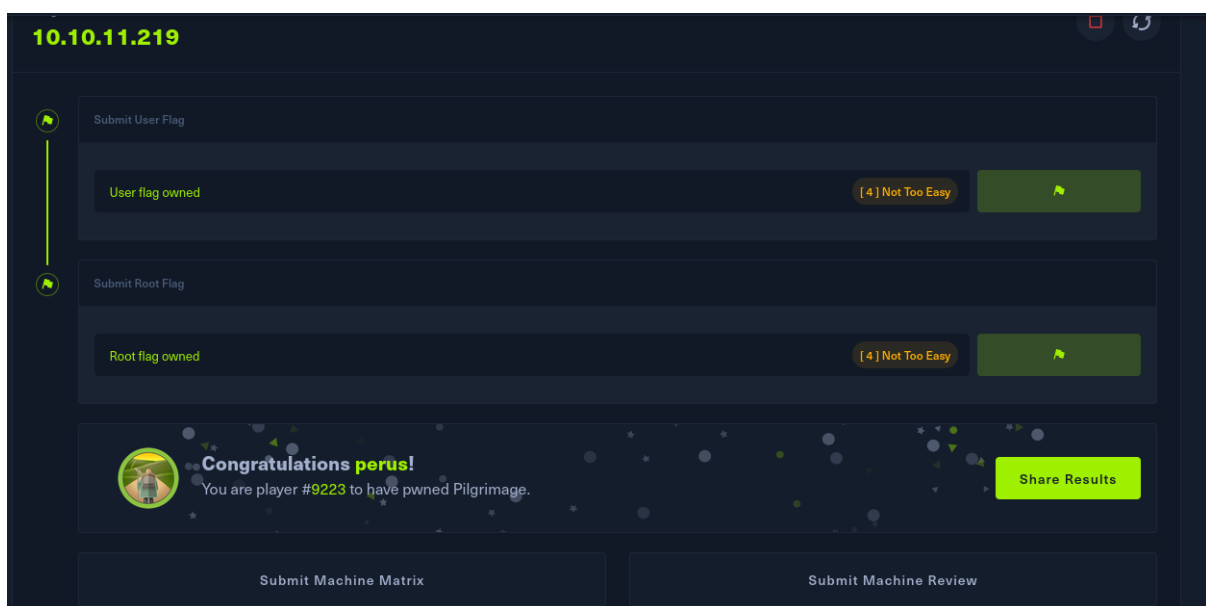 10.10.11.219
Submit User Flag
User flag owned
[ 4 ] Not Too Easy
Submit Root Flag
Root flag owned
[ 4 ] Not Too Easy
Congratulations perus!
You are player #9223 to have pwned Pilgrimage.
Share Results
Submit Machine Matrix
Submit Machine Review